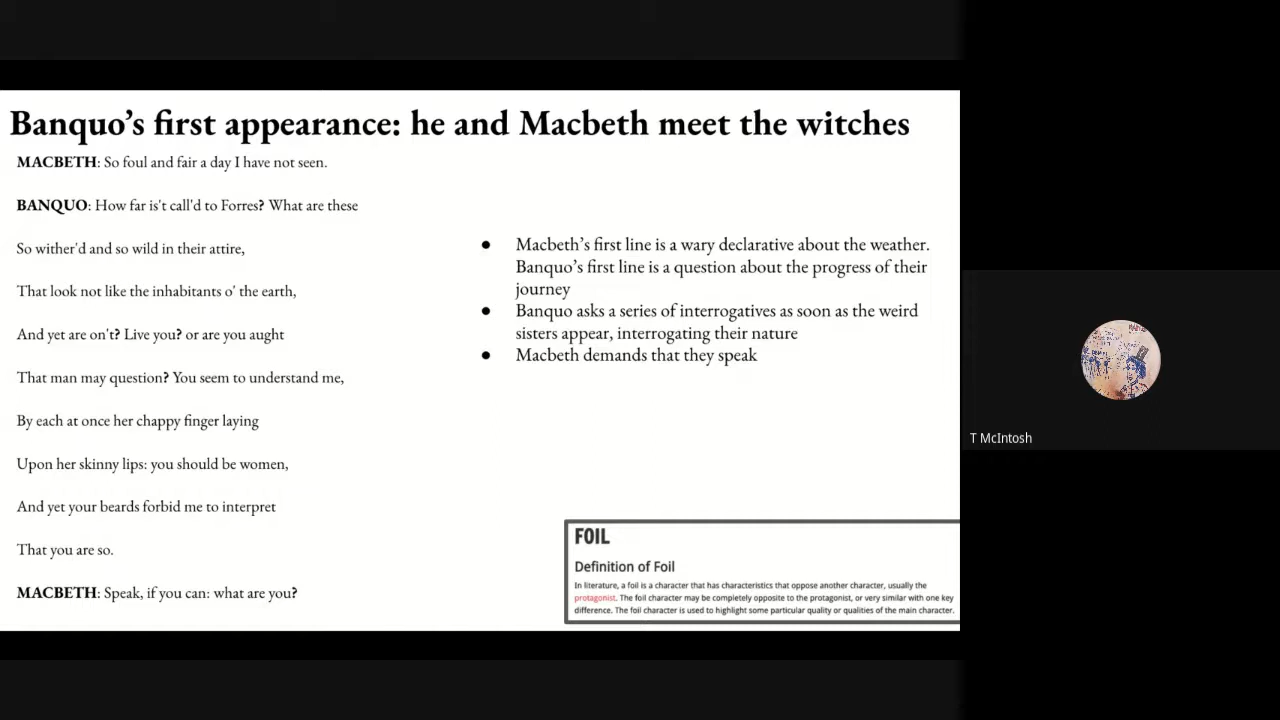 Banquo’s first appearance: he and Macbeth meet the witches
MACBETH: So foul and fair a day I have not seen.
BANQUO: How far is't call'd to Forres? What are these
So wither'd and so wild in their attire,
That look not like the inhabitants o' the earth,
And yet are on't? Live you? or are you aught
That man may question? You seem to understand me,
By each at once her chappy finger laying
Upon her skinny lips: you should be women,
And yet your beards forbid me to interpret
That you are so.
MACBETH: Speak, if you can: what are you?
● Macbeth’s first line is a wary declarative about the weather.
Banquo’s first line is a question about the progress of their
journey
● Banquo asks a series of interrogatives as soon as the weird
sisters appear, interrogating their nature
● Macbeth demands that they speak
FOIL
Definition of Foil
In literature, a foil is a character that has characteristics that oppose another character, usually the
protagonist. The foil character may be completely opposite to the protagonist, or very similar with one key
difference. The foil character is used to highlight some particular quality or qualities of the main character.
T McIntosh